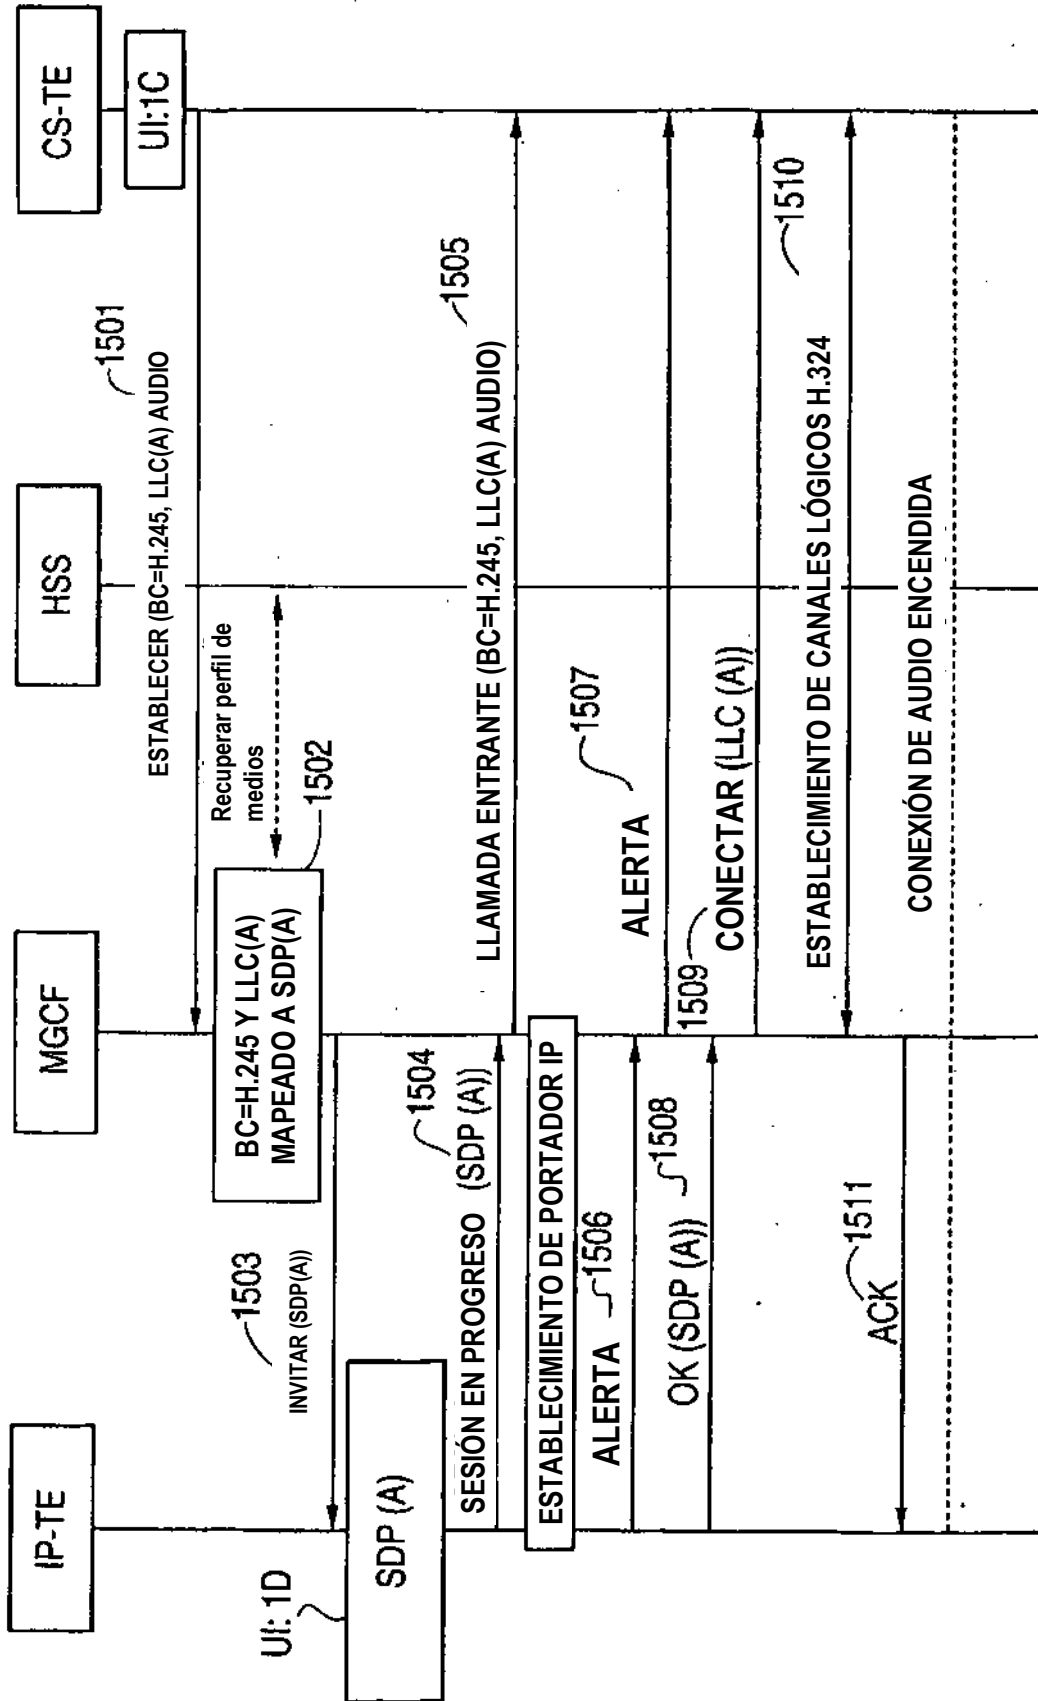 IP-TE
MGCF
HSS
CS-TE
UI:1C
1501
ESTABLECER (BC=H.245, LLC(A) AUDIO
Recuperar perfil de
medios
1502
BC=H.245 Y LLC(A)
MAPEADO A SDP(A)
1503
INVITAR (SDP(A))
UI: 1D
SDP (A)
1504
SESIÓN EN PROGRESO (SDP (A))
1505
LLAMADA ENTRANTE (BC=H.245, LLC(A) AUDIO)
ESTABLECIMIENTO DE PORTADOR IP
ALERTA
1506
ALERTA
1507
OK (SDP (A))
1508
1509
CONECTAR (LLC (A))
1510
ESTABLECIMIENTO DE CANALES LÓGICOS H.324
ACK
1511
CONEXIÓN DE AUDIO ENCENDIDA